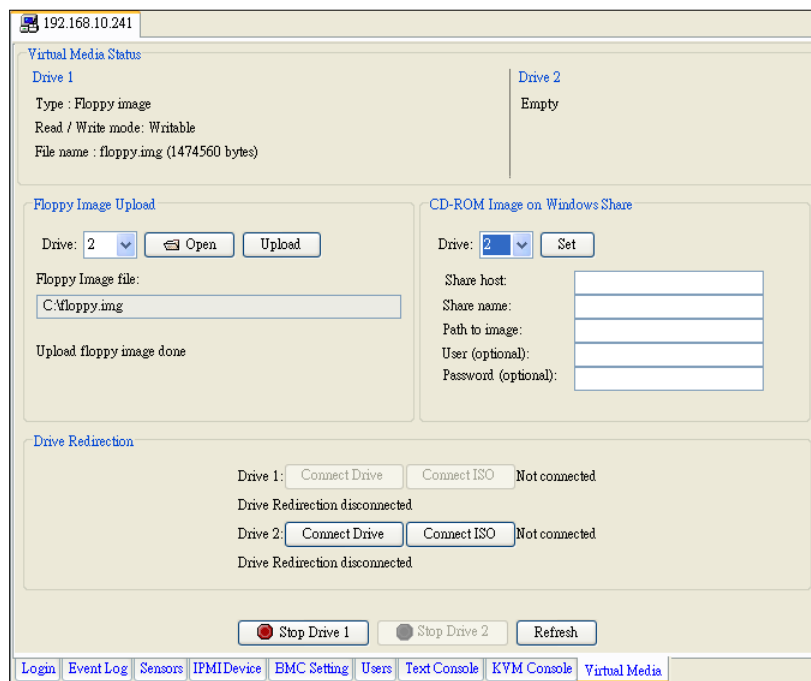 192.168.10.241
Virtual Media Status
Drive 1
Type : Floppy image
Read / Write mode: Writable
File name : floppy.img (1474560 bytes)
Drive 2
Empty
Floppy Image Upload
Drive: 2 Open Upload
Floppy Image file:
C:\floppy.img
Upload floppy image done
CD-ROM Image on Windows Share
Drive: 2 Set
Share host:
Share name:
Path to image:
User (optional):
Password (optional):
Drive Redirection
Drive 1: Connect Drive Connect ISO Not connected
Drive Redirection disconnected
Drive 2: Connect Drive Connect ISO Not connected
Drive Redirection disconnected
Stop Drive 1 Stop Drive 2 Refresh
Login Event Log Sensors IPMI Device BMC Setting Users Text Console KVM Console Virtual Media